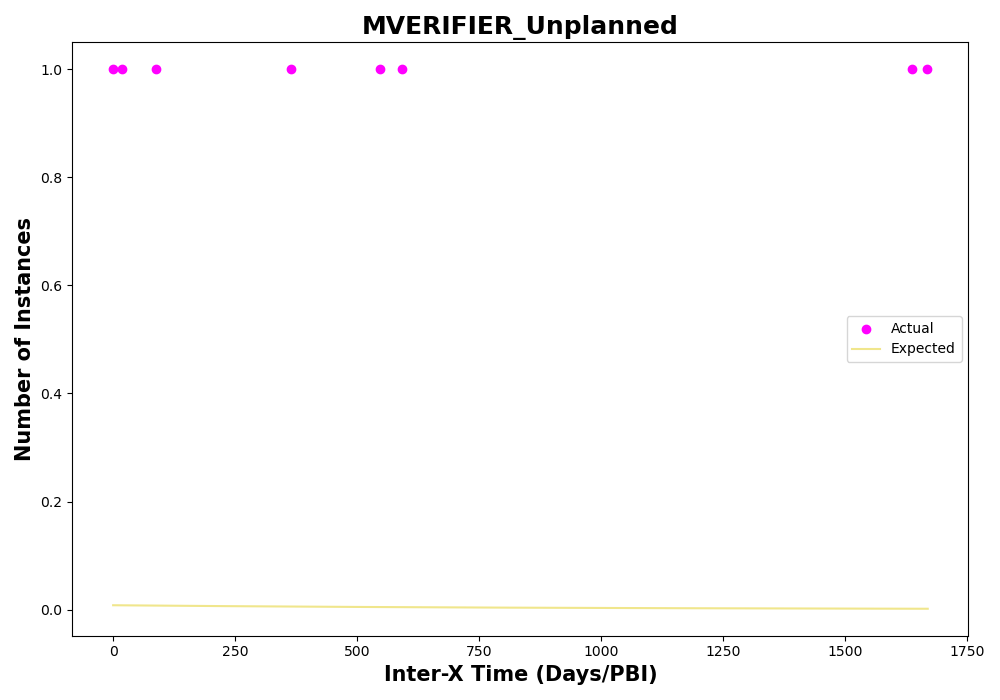 MVERIFIER_Unplanned
Number of Instances
1.0
0.8
0.6
0.4
0.2
0.0
Actual
Expected
0 250 500 750 1000 1250 1500 1750
Inter-X Time (Days/PBI)